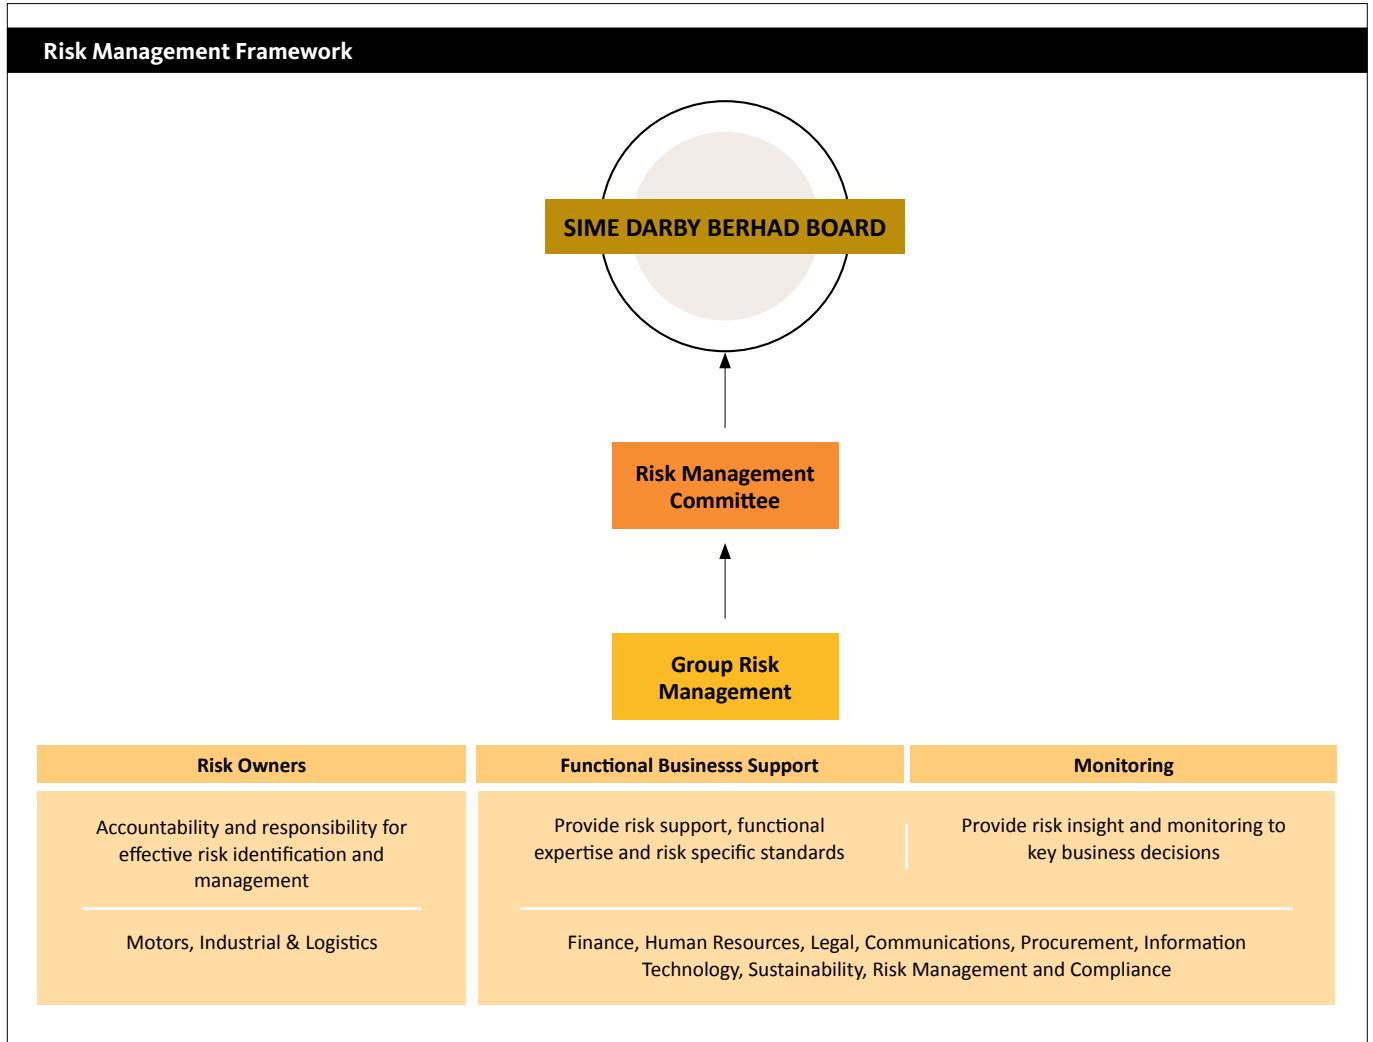 Risk Management Framework
SIME DARBY BERHAD BOARD
Risk Management
Committee
Group Risk
Management
Risk Owners
Functional Businesss Support
Monitoring
Accountability and responsibility for
effective risk identification and
management
Provide risk support, functional
expertise and risk specific standards
Provide risk insight and monitoring to
key business decisions
Motors, Industrial & Logistics
Finance, Human Resources, Legal, Communications, Procurement, Information
Technology, Sustainability, Risk Management and Compliance